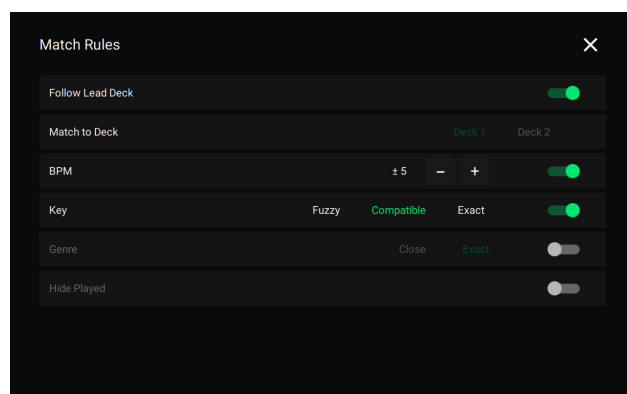 Match Rules
Follow Lead Deck
Match to Deck Deck 1 Deck 2
BPM ± 5 − +
Key Fuzzy Compatible Exact
Genre Close Exact
Hide Played